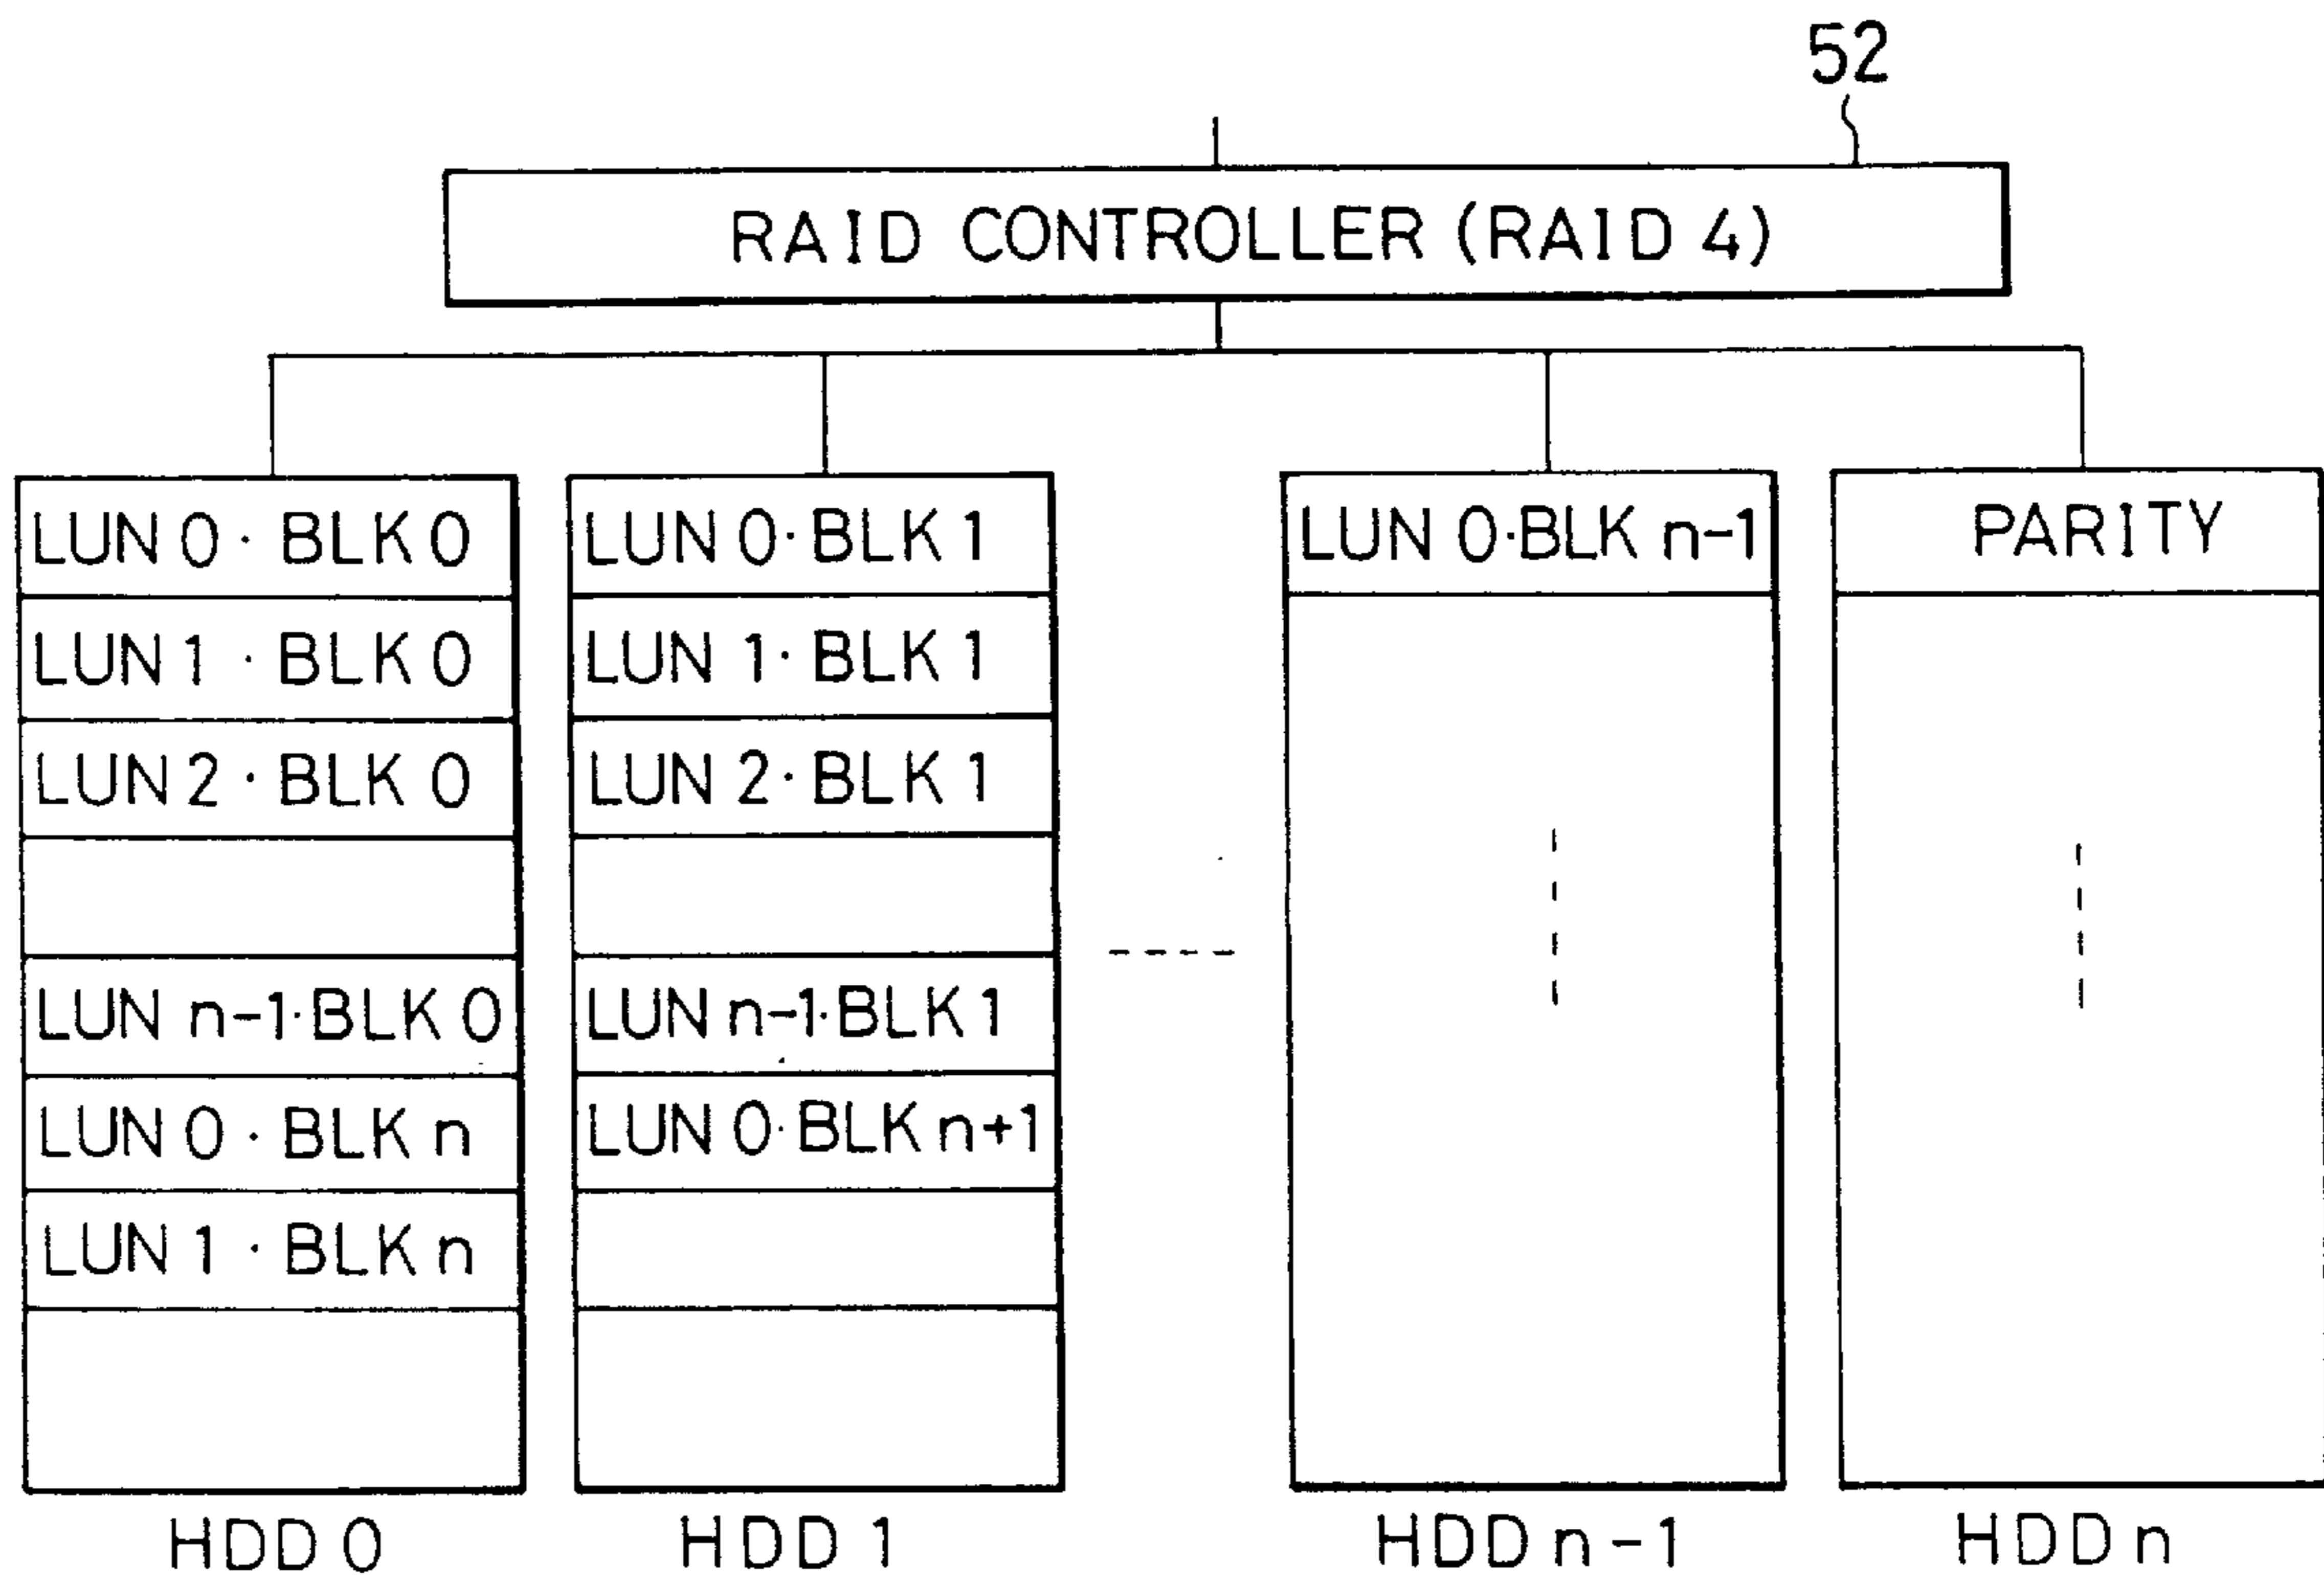 52
RAID CONTROLLER (RAID 4)
LUN 0 · BLK 0
LUN 1 · BLK 0
LUN 2 · BLK 0
LUN n-1 · BLK 0
LUN 0 · BLK n
LUN 1 · BLK n
HDD 0
LUN 0 · BLK 1
LUN 1 · BLK 1
LUN 2 · BLK 1
LUN n-1 · BLK 1
LUN 0 · BLK n+1
HDD 1
LUN 0 · BLK n-1
HDD n-1
PARITY
HDD n